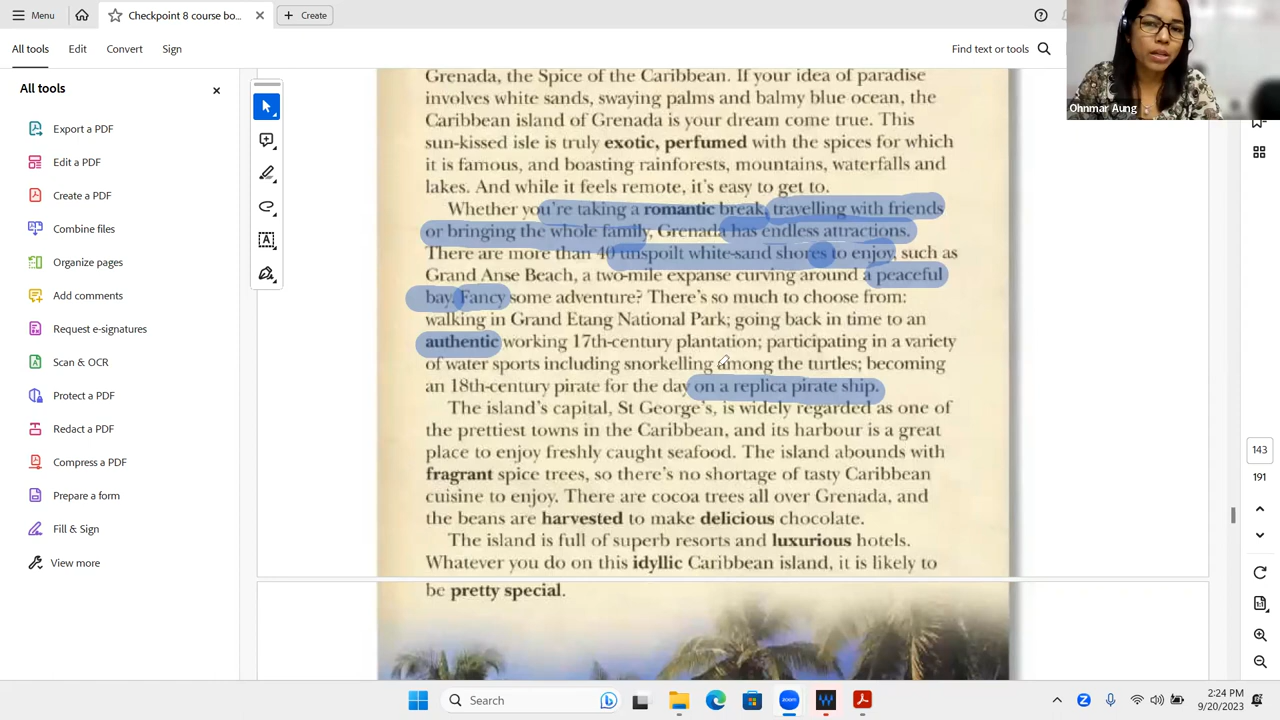 Menu
Checkpoint 8 course bo...
Create
All tools
Edit
Convert
Sign
Find text or tools
Ohnmar Aung
All tools
Export a PDF
Edit a PDF
Create a PDF
Combine files
Organize pages
Add comments
Request e-signatures
Scan & OCR
Protect a PDF
Redact a PDF
Compress a PDF
Prepare a form
Fill & Sign
View more
Grenada, the Spice of the Caribbean. If your idea of paradise
involves white sands, swaying palms and balmy blue ocean, the
Caribbean island of Grenada is your dream come true. This
sun-kissed isle is truly exotic, perfumed with the spices for which
it is famous, and boasting rainforests, mountains, waterfalls and
lakes. And while it feels remote, it's easy to get to.
Whether you're taking a romantic break, travelling with friends
or bringing the whole family, Grenada has endless attractions.
There are more than 40 unspoilt white-sand shores to enjoy, such as
Grand Anse Beach, a two-mile expanse curving around a peaceful
bay. Fancy some adventure? There's so much to choose from:
walking in Grand Etang National Park; going back in time to an
authentic working 17th-century plantation; participating in a variety
of water sports including snorkelling among the turtles; becoming
an 18th-century pirate for the day on a replica pirate ship.
The island's capital, St George's, is widely regarded as one of
the prettiest towns in the Caribbean, and its harbour is a great
place to enjoy freshly caught seafood. The island abounds with
fragrant spice trees, so there's no shortage of tasty Caribbean
cuisine to enjoy. There are cocoa trees all over Grenada, and
the beans are harvested to make delicious chocolate.
The island is full of superb resorts and luxurious hotels.
Whatever you do on this idyllic Caribbean island, it is likely to
be pretty special.
143
191
Search
2:24 PM
9/20/2023